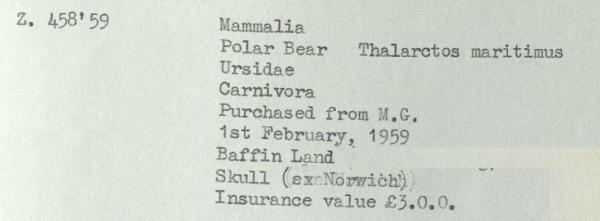 Z. 458'59 Mammalia
Polar Bear Thalarctos maritimus
Ursidae
Carnivora
Purchased from M.G.
1st February, 1959
Baffin Land
Skull (ex Norwich)
Insurance value £3.0.0.